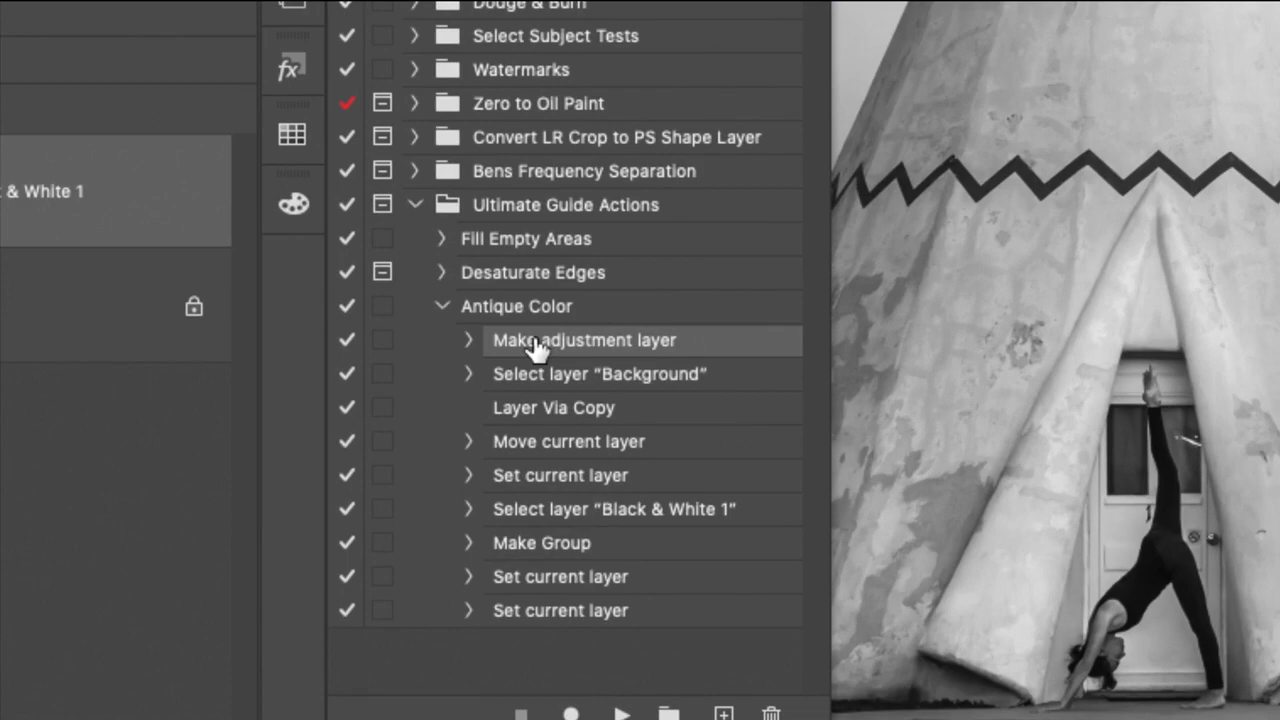 Dodge & Burn
Select Subject Tests
Watermarks
Zero to Oil Paint
Convert LR Crop to PS Shape Layer
Bens Frequency Separation
& White 1
Ultimate Guide Actions
Fill Empty Areas
Desaturate Edges
Antique Color
Make adjustment layer
Select layer “Background”
Layer Via Copy
Move current layer
Set current layer
Select layer “Black & White 1”
Make Group
Set current layer
Set current layer
fx